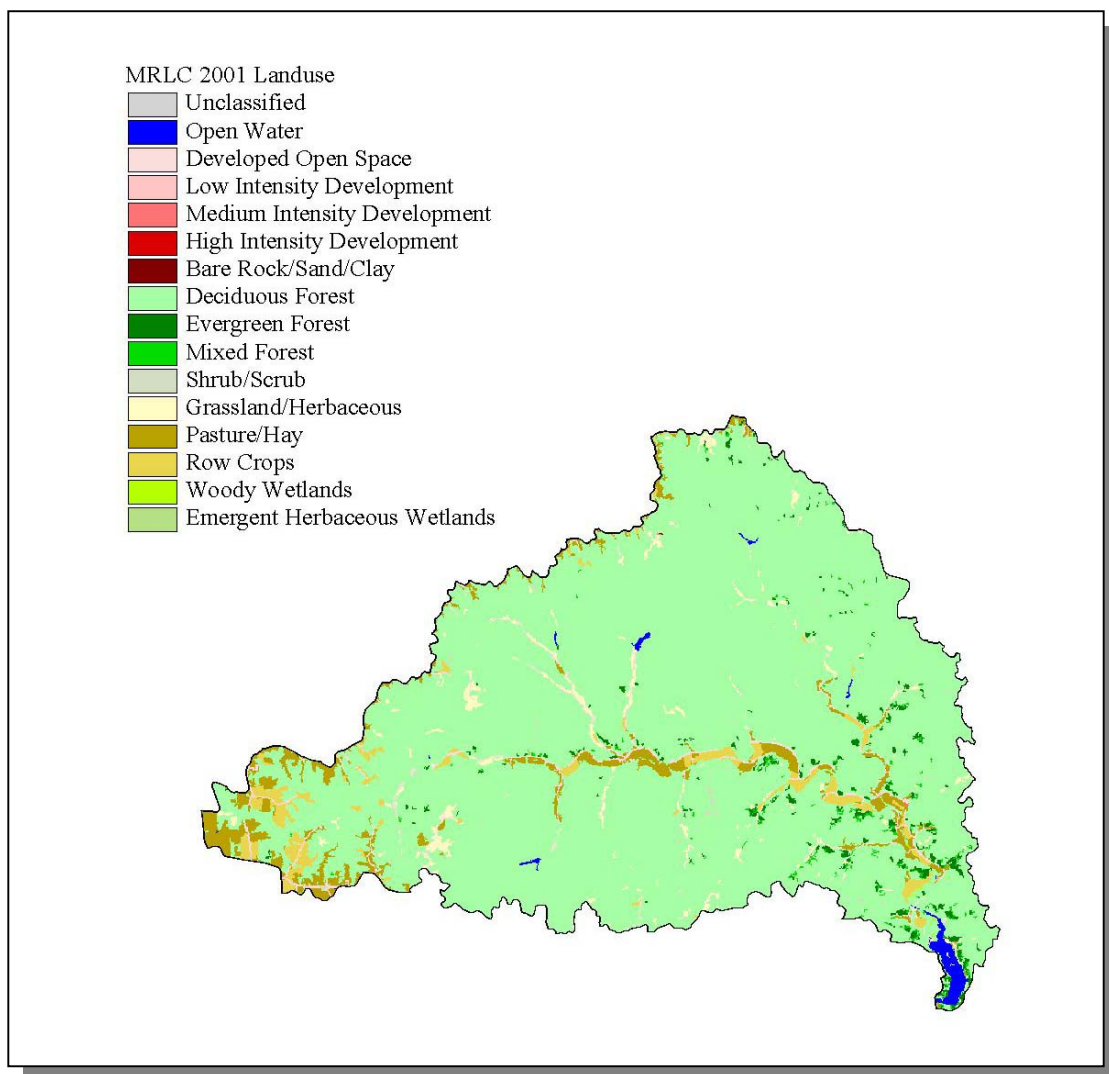 MRLC 2001 Landuse
Unclassified
Open Water
Developed Open Space
Low Intensity Development
Medium Intensity Development
High Intensity Development
Bare Rock/Sand/Clay
Deciduous Forest
Evergreen Forest
Mixed Forest
Shrub/Scrub
Grassland/Herbaceous
Pasture/Hay
Row Crops
Woody Wetlands
Emergent Herbaceous Wetlands